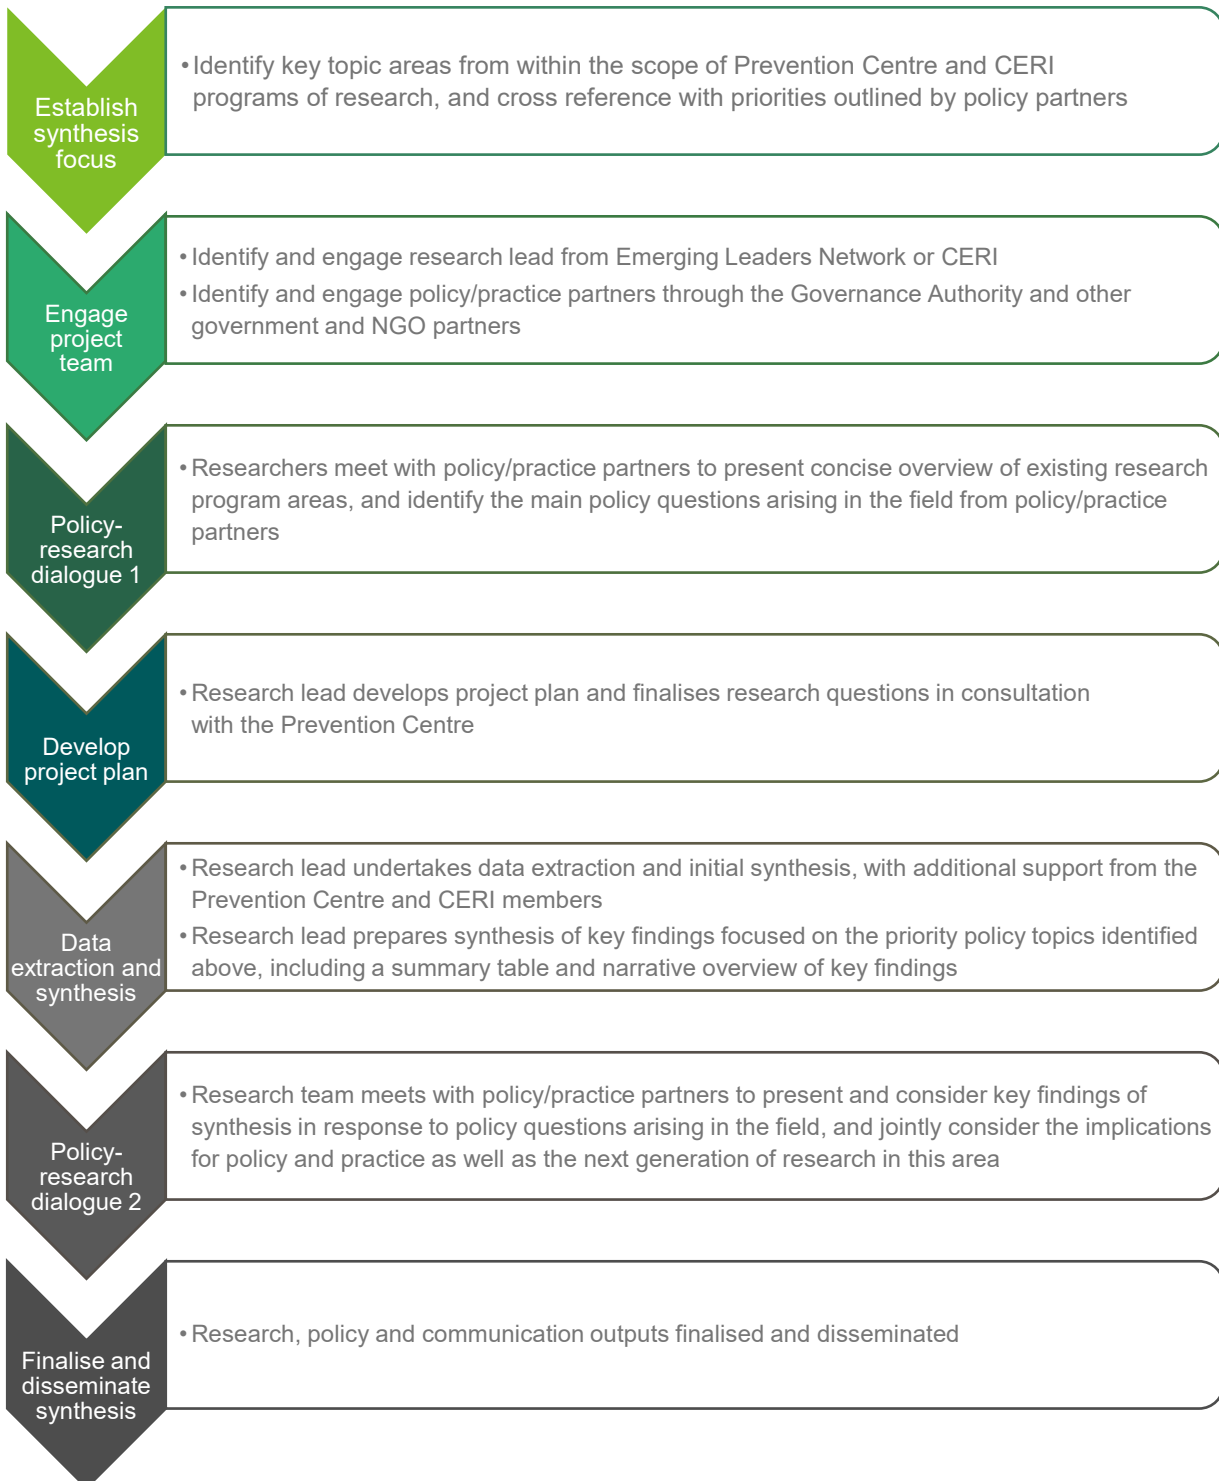 Establish
synthesis
focus
• Identify key topic areas from within the scope of Prevention Centre and CERI
programs of research, and cross reference with priorities outlined by policy partners
Engage
project
team
• Identify and engage research lead from Emerging Leaders Network or CERI
• Identify and engage policy/practice partners through the Governance Authority and other
government and NGO partners
Policy-
research
dialogue 1
• Researchers meet with policy/practice partners to present concise overview of existing research
program areas, and identify the main policy questions arising in the field from policy/practice
partners
Develop
project plan
• Research lead develops project plan and finalises research questions in consultation
with the Prevention Centre
Data
extraction and
synthesis
• Research lead undertakes data extraction and initial synthesis, with additional support from the
Prevention Centre and CERI members
• Research lead prepares synthesis of key findings focused on the priority policy topics identified
above, including a summary table and narrative overview of key findings
Policy-
research
dialogue 2
• Research team meets with policy/practice partners to present and consider key findings of
synthesis in response to policy questions arising in the field, and jointly consider the implications
for policy and practice as well as the next generation of research in this area
Finalise and
disseminate
synthesis
• Research, policy and communication outputs finalised and disseminated